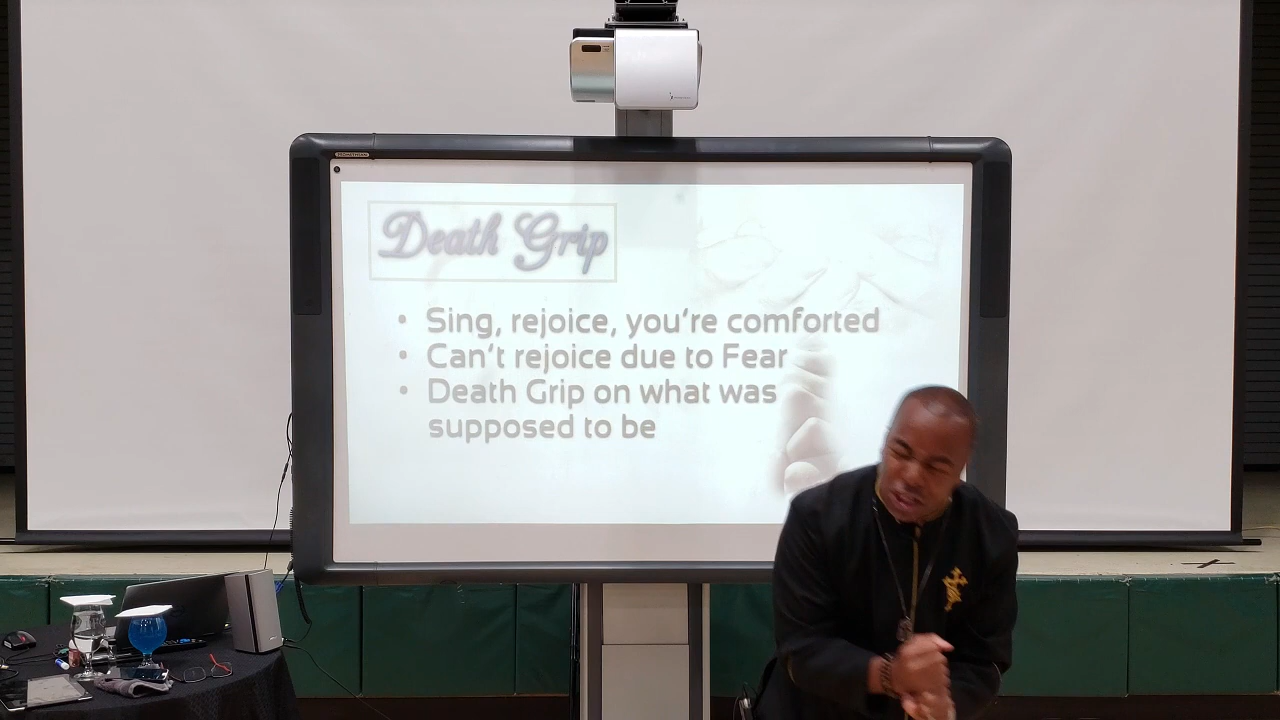 Death Grip
• Sing, rejoice, you're comforted
• Can't rejoice due to Fear
• Death Grip on what was
supposed to be